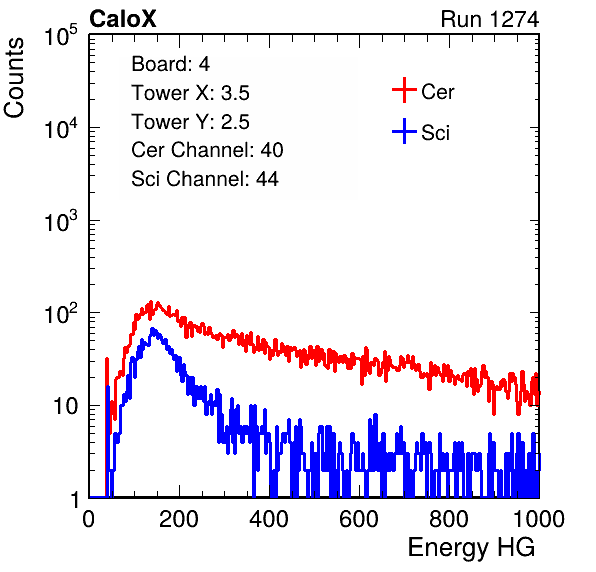 CaloX Run 1274
Counts
Board: 4
Tower X: 3.5
Tower Y: 2.5
Cer Channel: 40
Sci Channel: 44
Cer
Sci
10^5
10^4
10^3
10^2
10
1
0 200 400 600 800 1000
Energy HG